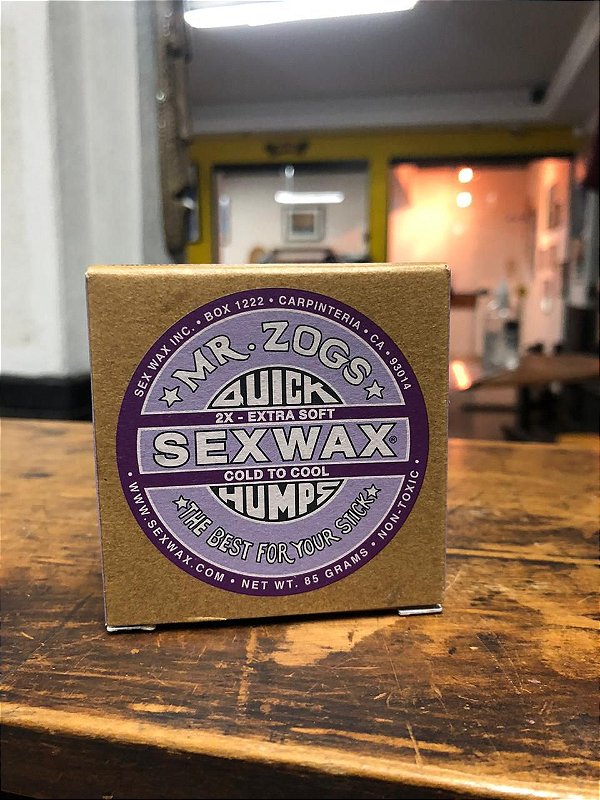 SEX WAX INC. • BOX 1222 • CARPINTERIA • CA • 93014
MR. ZOGS
QUICK
2X - EXTRA SOFT
SEXWAX®
COLD TO COOL
HUMPS
THE BEST FOR YOUR STICK
• WWW.SEXWAX.COM • NET WT. 85 GRAMS • NON-TOXIC •